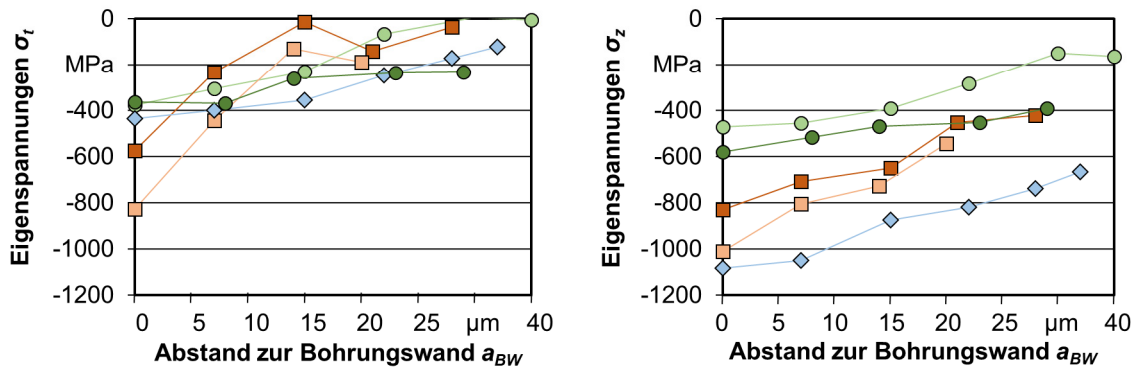 Eigenspannungen σt
0
MPa
-400
-600
-800
-1000
-1200
0 5 10 15 20 25 µm 40
Abstand zur Bohrungswand aBW
Eigenspannungen σz
0
MPa
-400
-600
-800
-1000
-1200
0 5 10 15 20 25 µm 40
Abstand zur Bohrungswand aBW